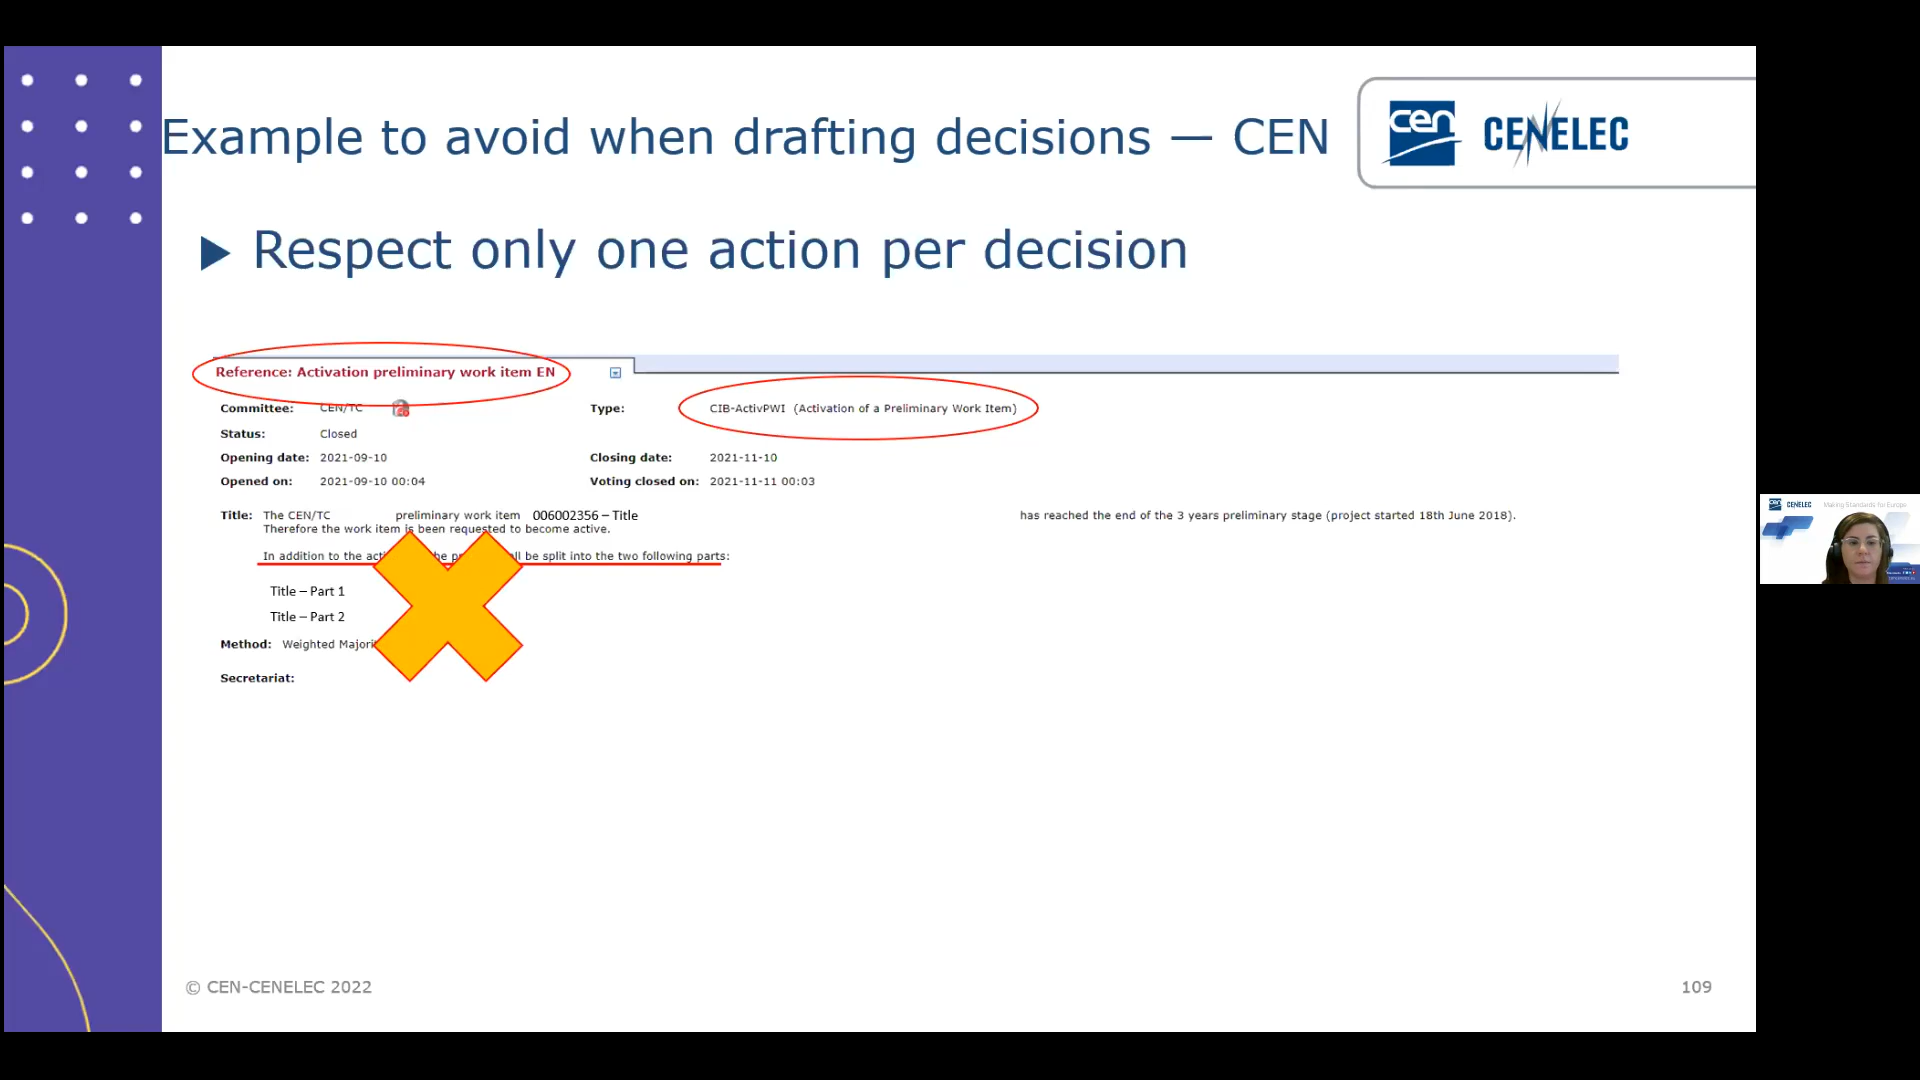 Example to avoid when drafting decisions — CEN
cen CENELEC
Respect only one action per decision
Reference: Activation preliminary work item EN
Committee: CEN/TC Type: CIB-ActivPWI (Activation of a Preliminary Work Item)
Status: Closed
Opening date: 2021-09-10 Closing date: 2021-11-10
Opened on: 2021-09-10 00:04 Voting closed on: 2021-11-11 00:03
Title: The CEN/TC preliminary work item 006002356 – Title has reached the end of the 3 years preliminary stage (project started 18th June 2018).
Therefore the work item is been requested to become active.
In addition to the be split into the two following parts:
Title – Part 1
Title – Part 2
Method: Weighted
Secretariat:
cen CENELEC Making Standards for Europe
© CEN-CENELEC 2022
109